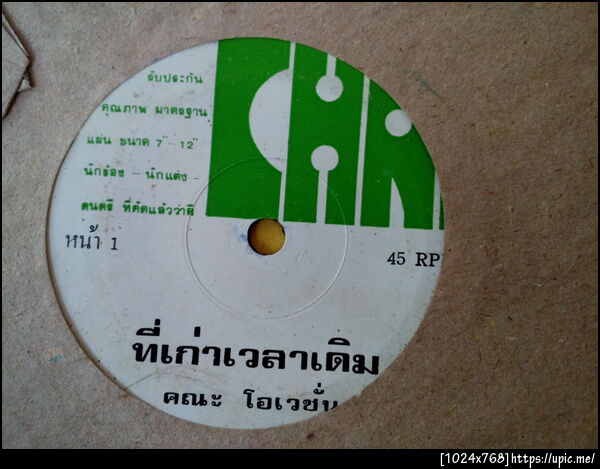 รับประกัน
คุณภาพ มาตรฐาน
แผ่น ขนาด 7" - 12"
นักร้อง - นักแต่ง -
ดนตรี ที่คัดแล้วว่าดี
หน้า 1
45 RP
ที่เก่าเวลาเดิม
คณะ โอเวชั่น
[1024x768]https://upic.me/